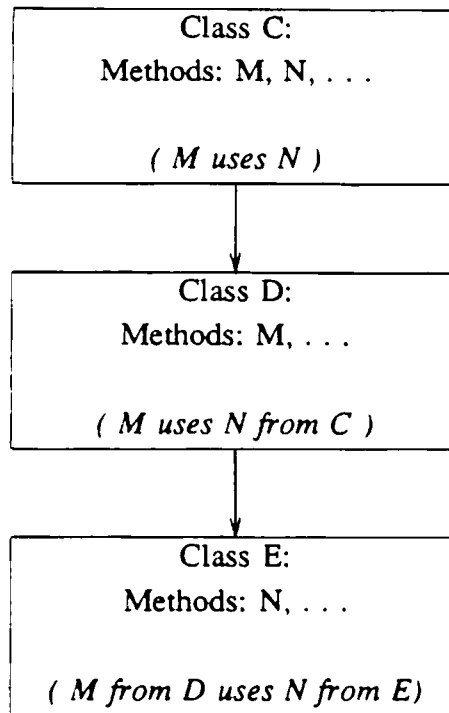 Class C:
Methods: M, N, . . .
( M uses N )
Class D:
Methods: M, . . .
( M uses N from C )
Class E:
Methods: N, . . .
( M from D uses N from E)